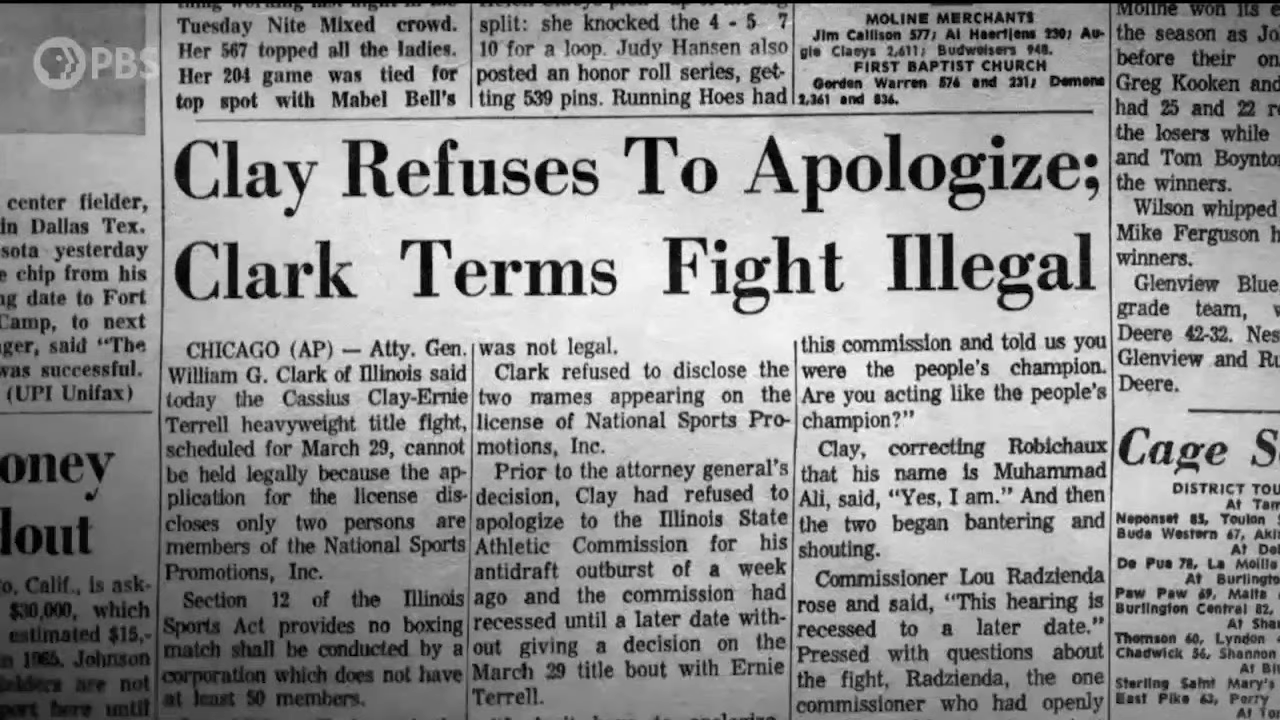 PBS
thing working last night in the
Tuesday Nite Mixed crowd.
Her 567 topped all the ladies.
Her 204 game was tied for
top spot with Mabel Bell's
split: she knocked the 4 - 5 7
10 for a loop. Judy Hansen also
posted an honor roll series, get-
ting 539 pins. Running Hoes had
MOLINE MERCHANTS
Jim Callison 577; Al Haertjens 230; Au-
gie Claeys 2,611; Budweisers 948.
FIRST BAPTIST CHURCH
Gordon Warren 576 and 231; Demons
2,361 and 836.
Moline won its
the season as
before their
Greg Kooken and
had 25 and 22
the losers while
and Tom Boynton
the winners.
Wilson whipped
Mike Ferguson
winners.
Glenview Blue
grade team,
Deere 42-32.
Glenview and
Deere.
center fielder,
in Dallas Tex.
sota yesterday
chip from his
ng date to Fort
Camp, to next
ger, said "The
was successful.
(UPI Unifax)
oney
lout
o, Calif., is ask-
$30,000, which
estimated $15,-
1965. Johnson
are not
here until
Clay Refuses To Apologize;
Clark Terms Fight Illegal
CHICAGO (AP) — Atty. Gen.
William G. Clark of Illinois said
today the Cassius Clay-Ernie
Terrell heavyweight title fight,
scheduled for March 29, cannot
be held legally because the ap-
plication for the license dis-
closes only two persons are
members of the National Sports
Promotions, Inc.
Section 12 of the Illinois
Sports Act provides no boxing
match shall be conducted by a
corporation which does not have
at least 50 members.
was not legal.
Clark refused to disclose the
two names appearing on the
license of National Sports Pro-
motions, Inc.
Prior to the attorney general's
decision, Clay had refused to
apologize to the Illinois State
Athletic Commission for his
antidraft outburst of a week
ago and the commission had
recessed until a later date with-
out giving a decision on the
March 29 title bout with Ernie
Terrell.
this commission and told us you
were the people's champion.
Are you acting like the people's
champion?"
Clay, correcting Robichaux
that his name is Muhammad
Ali, said, "Yes, I am." And then
the two began bantering and
shouting.
Commissioner Lou Radzienda
rose and said, "This hearing is
recessed to a later date."
Pressed with questions about
the fight, Radzienda, the one
commissioner who had openly
Cage
DISTRICT
At
Neponset 85, Toulon
Buda Western 67,
At
De Pue 78, La Moille
At Burlington
Paw Paw 69, Malta
Burlington Central 82,
At
Thomson 60, Lyndon
Chadwick 56, Shannon
At
Sterling Saint Mary's
East Pike 63, Perry
At